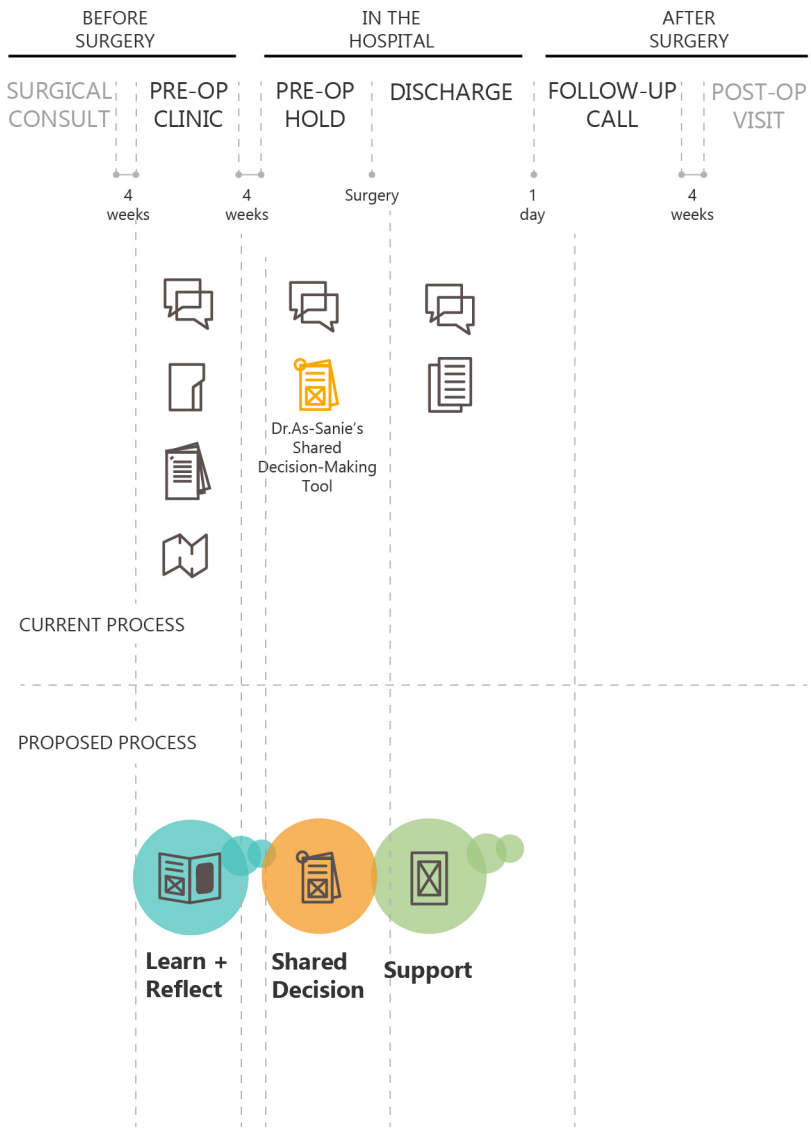 BEFORE
SURGERY
IN THE
HOSPITAL
AFTER
SURGERY
SURGICAL
CONSULT
PRE-OP
CLINIC
PRE-OP
HOLD
DISCHARGE
FOLLOW-UP
CALL
POST-OP
VISIT
4
weeks
4
weeks
Surgery
1
day
4
weeks
Dr.As-Sanie's
Shared
Decision-Making
Tool
CURRENT PROCESS
PROPOSED PROCESS
Learn +
Reflect
Shared
Decision
Support